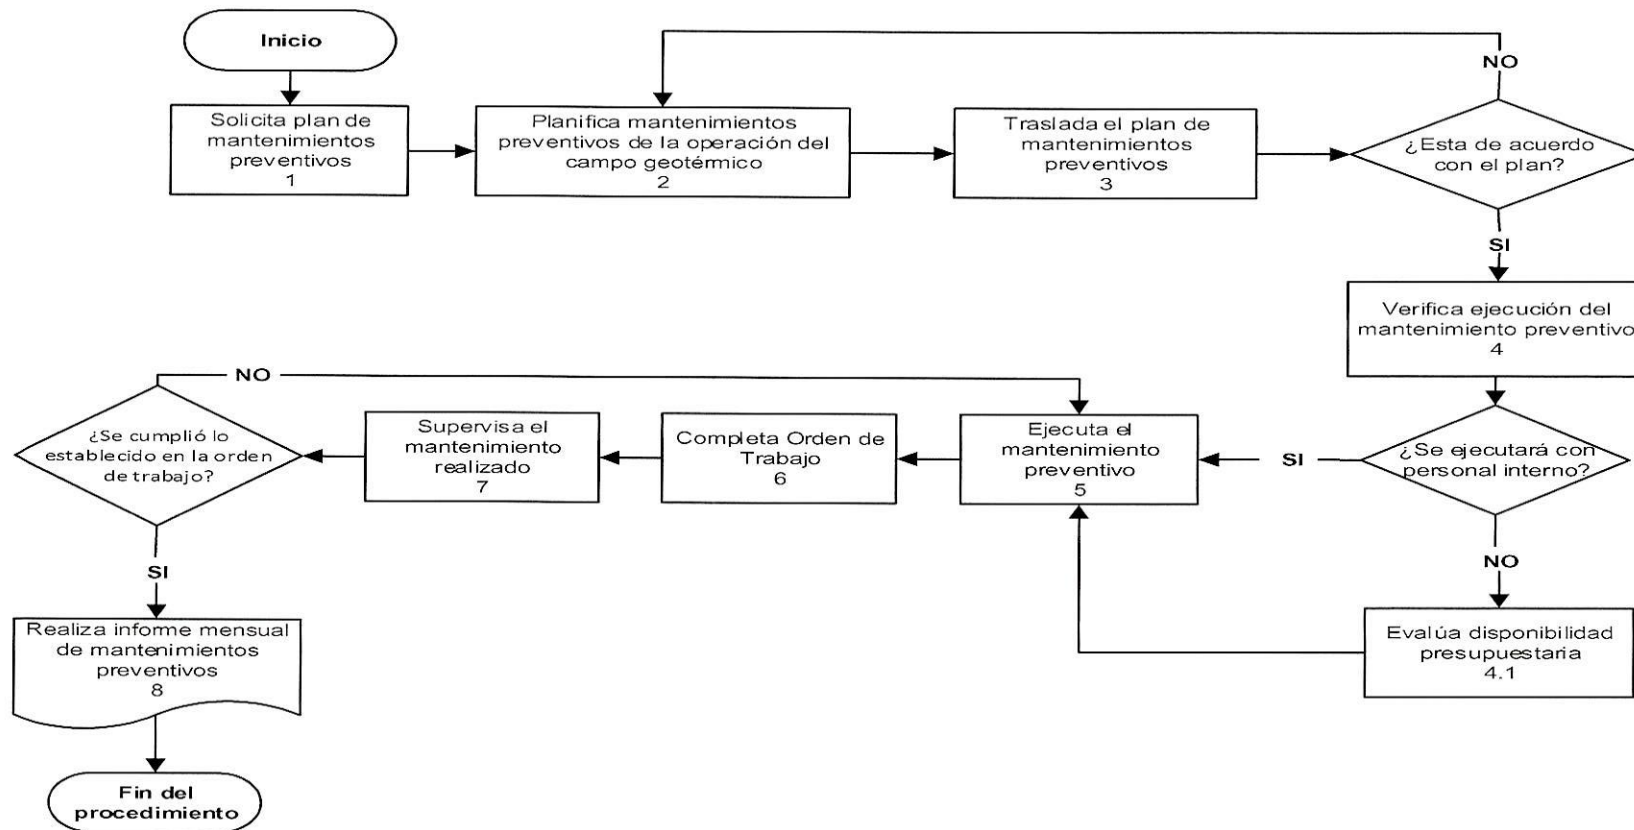 Inicio
Solicita plan de
mantenimientos
preventivos
1
Planifica mantenimientos
preventivos de la operación del
campo geotérmico
2
Traslada el plan de
mantenimientos
preventivos
3
NO
¿Esta de acuerdo
con el plan?
SI
Verifica ejecución del
mantenimiento preventivo
4
¿Se ejecutará con
personal interno?
SI
NO
Evalúa disponibilidad
presupuestaria
4.1
Ejecuta el
mantenimiento
preventivo
5
Completa Orden de
Trabajo
6
Supervisa el
mantenimiento
realizado
7
NO
¿Se cumplió lo
establecido en la orden
de trabajo?
SI
Realiza informe mensual
de mantenimientos
preventivos
8
Fin del
procedimiento